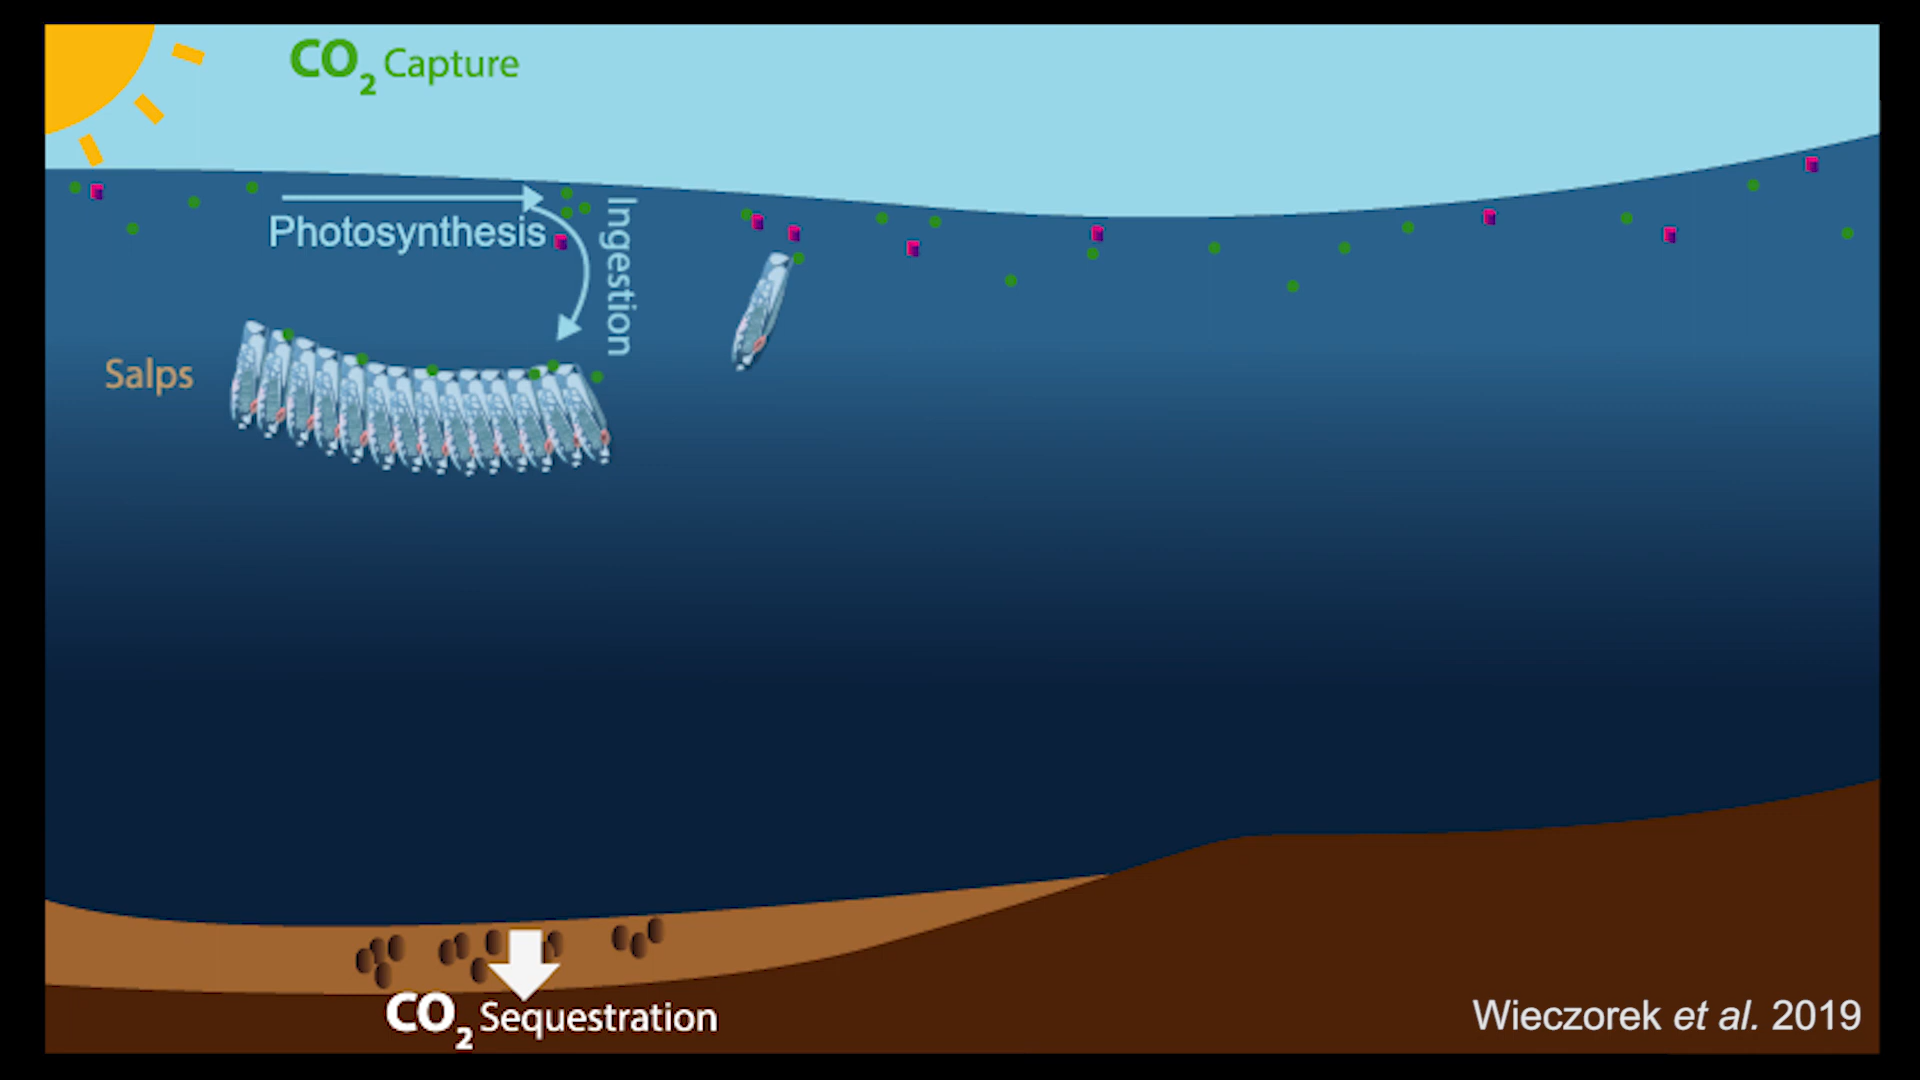 CO₂ Capture
Photosynthesis
Ingestion
Salps
CO₂ Sequestration
Wieczorek et al. 2019